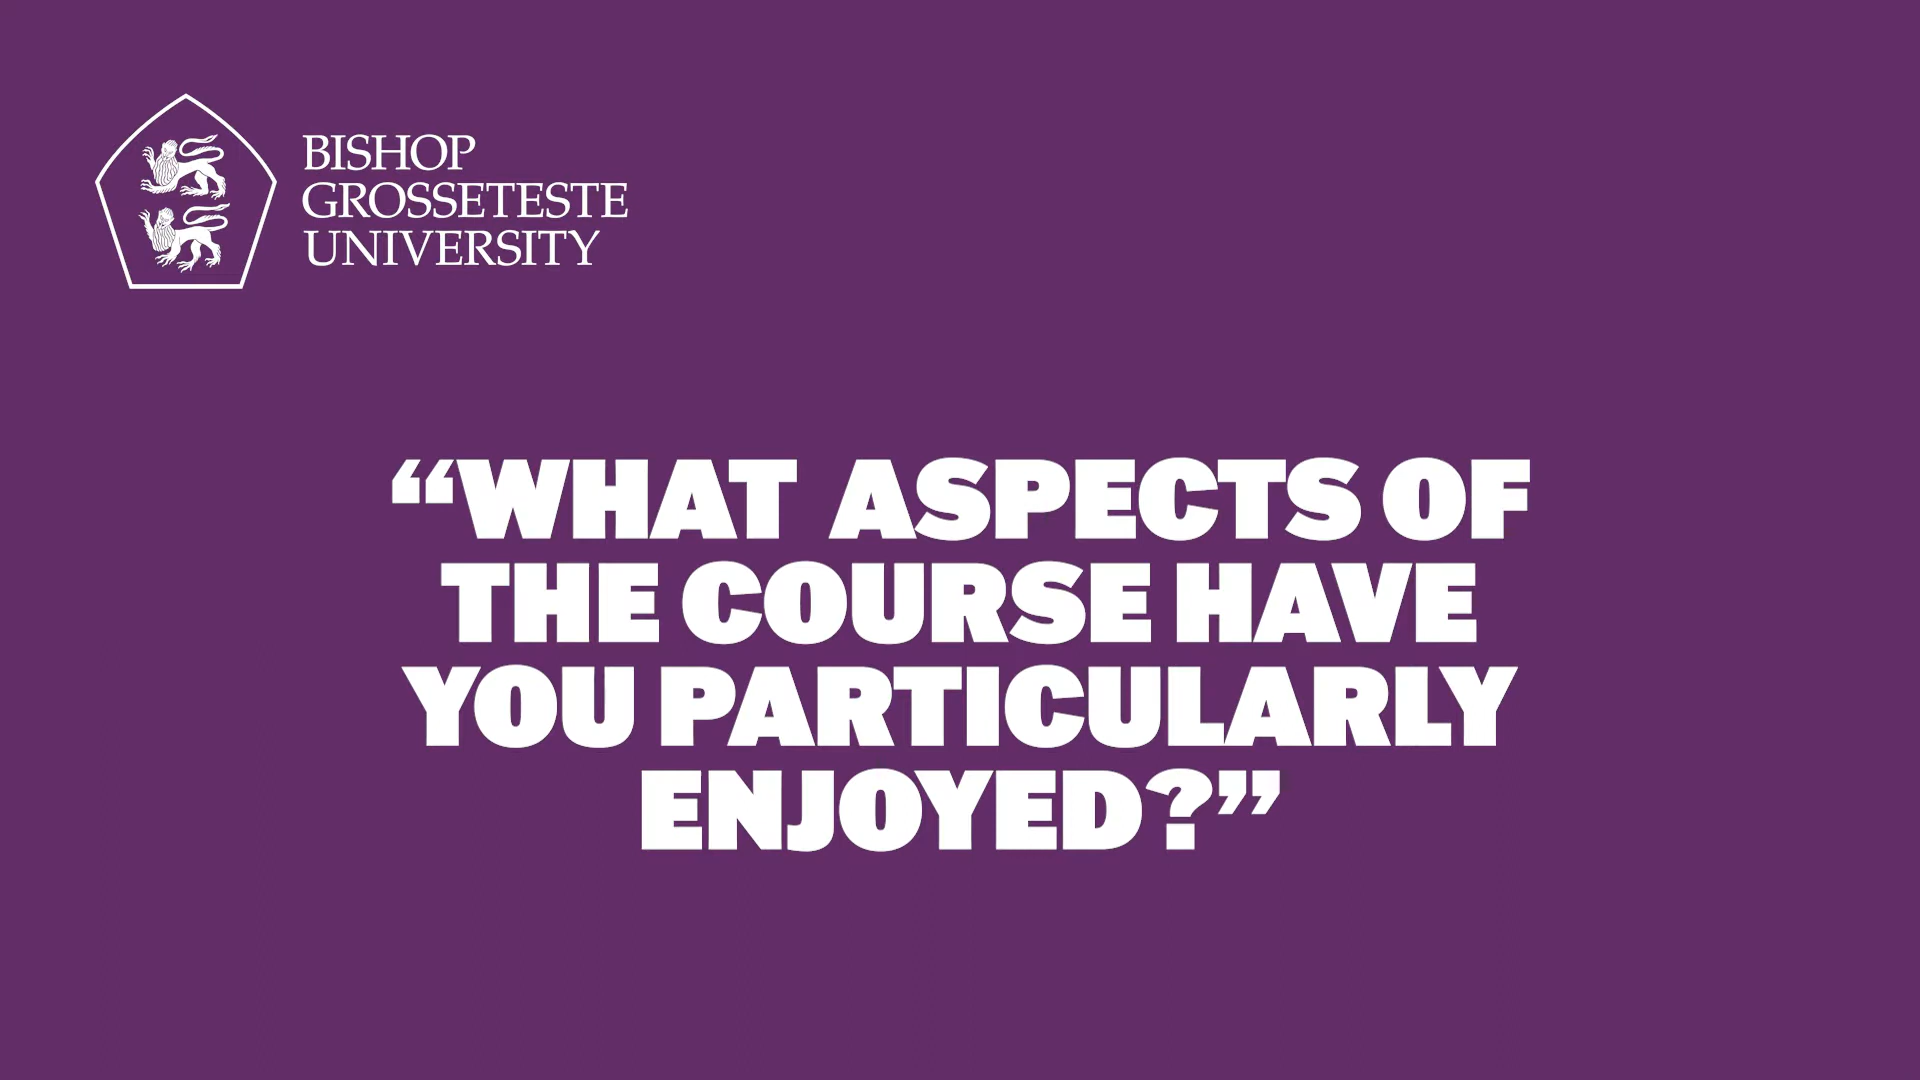 BISHOP
GROSSETESTE
UNIVERSITY
“WHAT ASPECTS OF
THE COURSE HAVE
YOU PARTICULARLY
ENJOYED?”